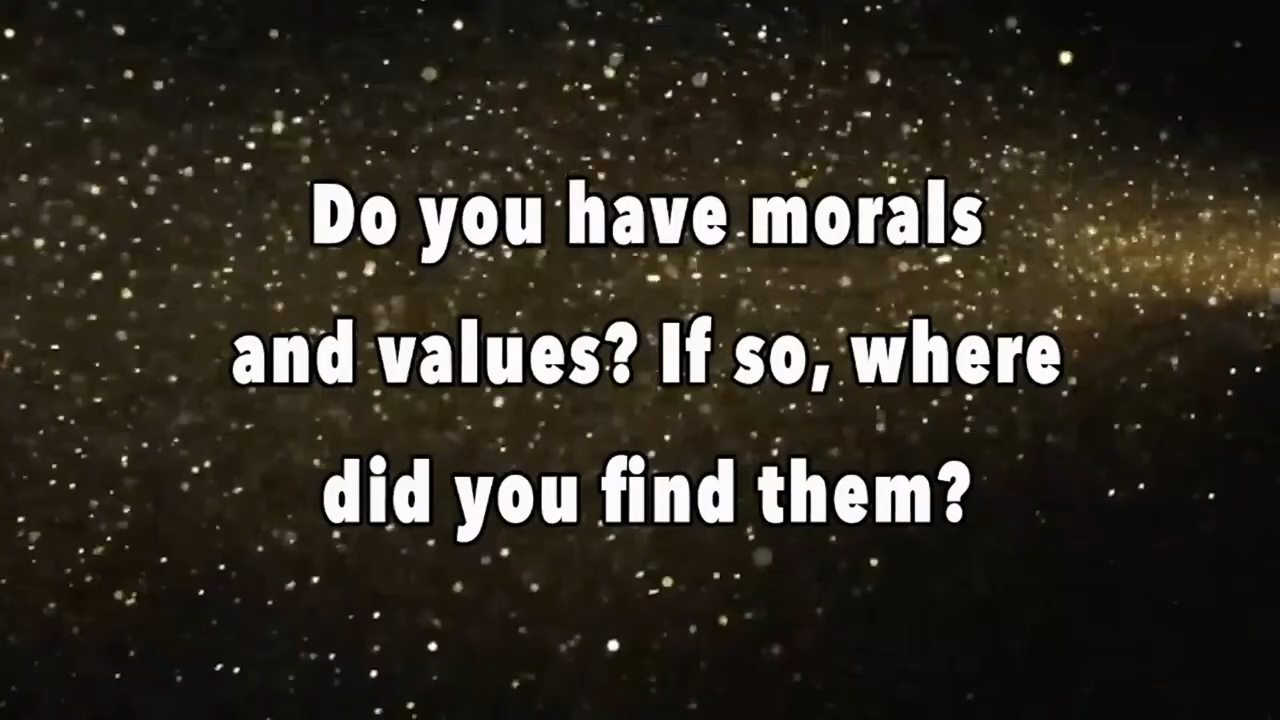 Do you have morals
and values? If so, where
did you find them?